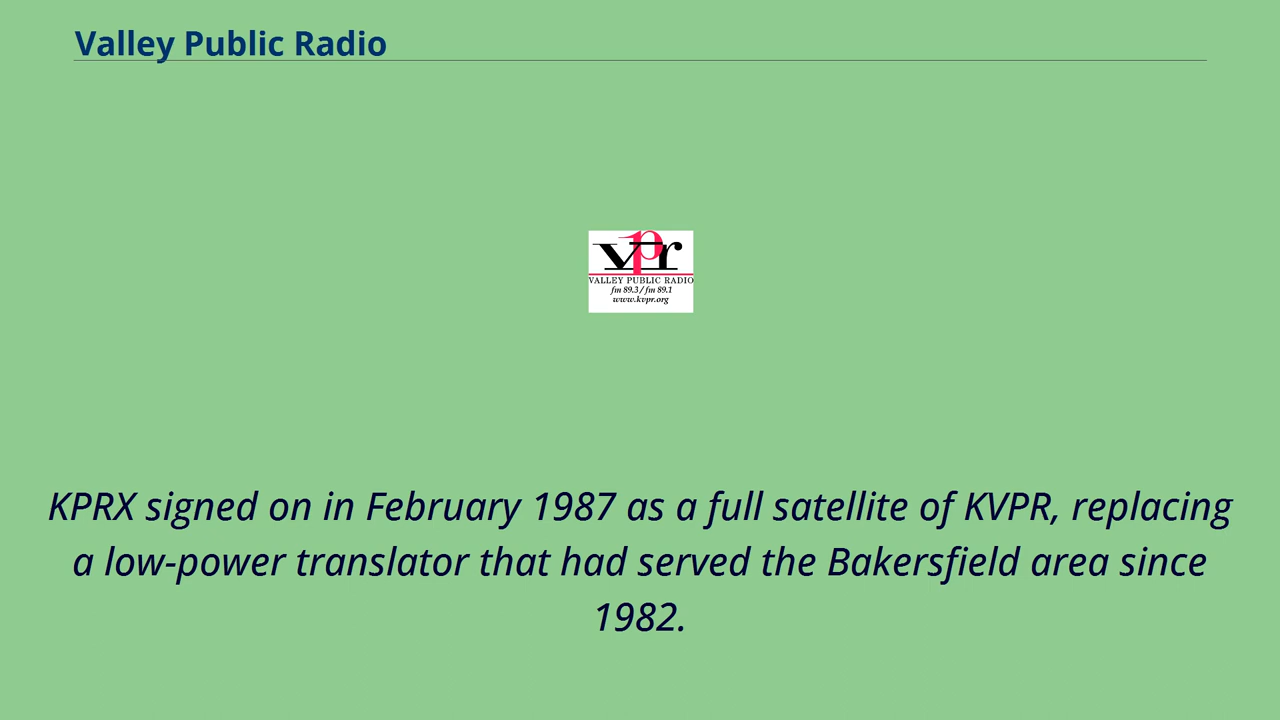 Valley Public Radio
vpr
VALLEY PUBLIC RADIO
fm 89.3 / fm 89.1
www.kvpr.org
KPRX signed on in February 1987 as a full satellite of KVPR, replacing
a low-power translator that had served the Bakersfield area since
1982.